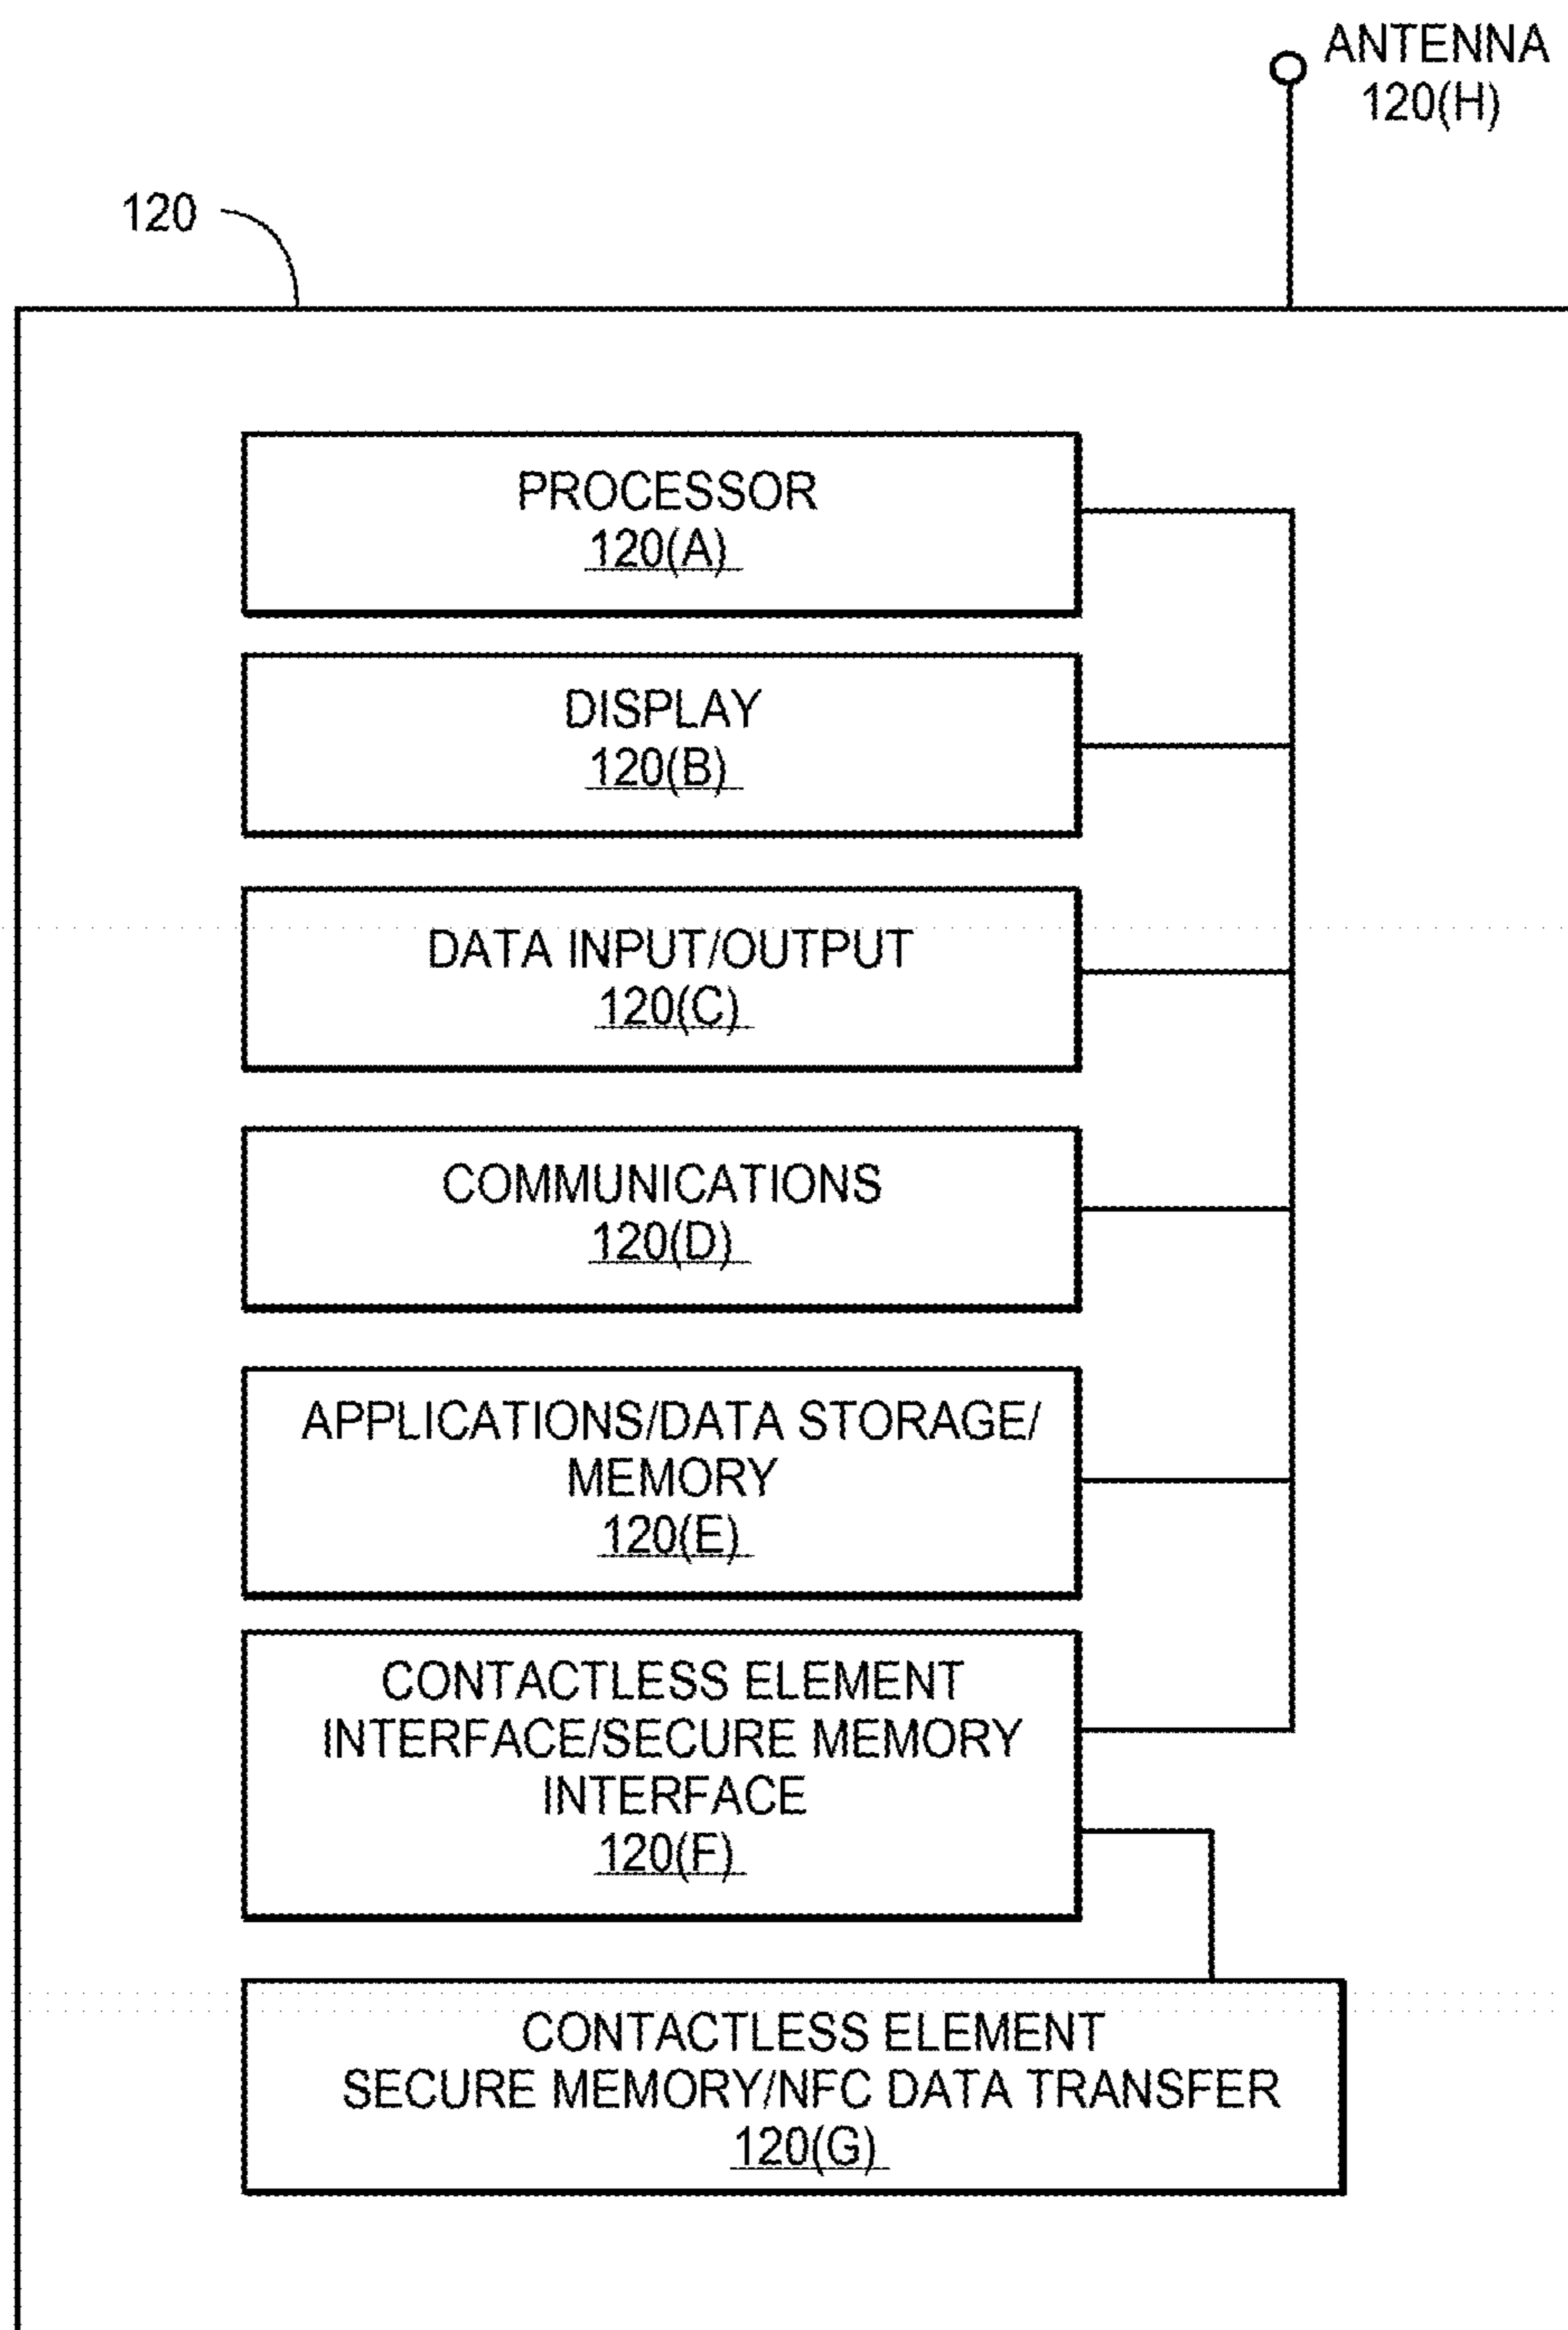 ANTENNA
120(H)
120
PROCESSOR
120(A)
DISPLAY
120(B)
DATA INPUT/OUTPUT
120(C)
COMMUNICATIONS
120(D)
APPLICATIONS/DATA STORAGE/
MEMORY
120(E)
CONTACTLESS ELEMENT
INTERFACE/SECURE MEMORY
INTERFACE
120(F)
CONTACTLESS ELEMENT
SECURE MEMORY/NFC DATA TRANSFER
120(G)